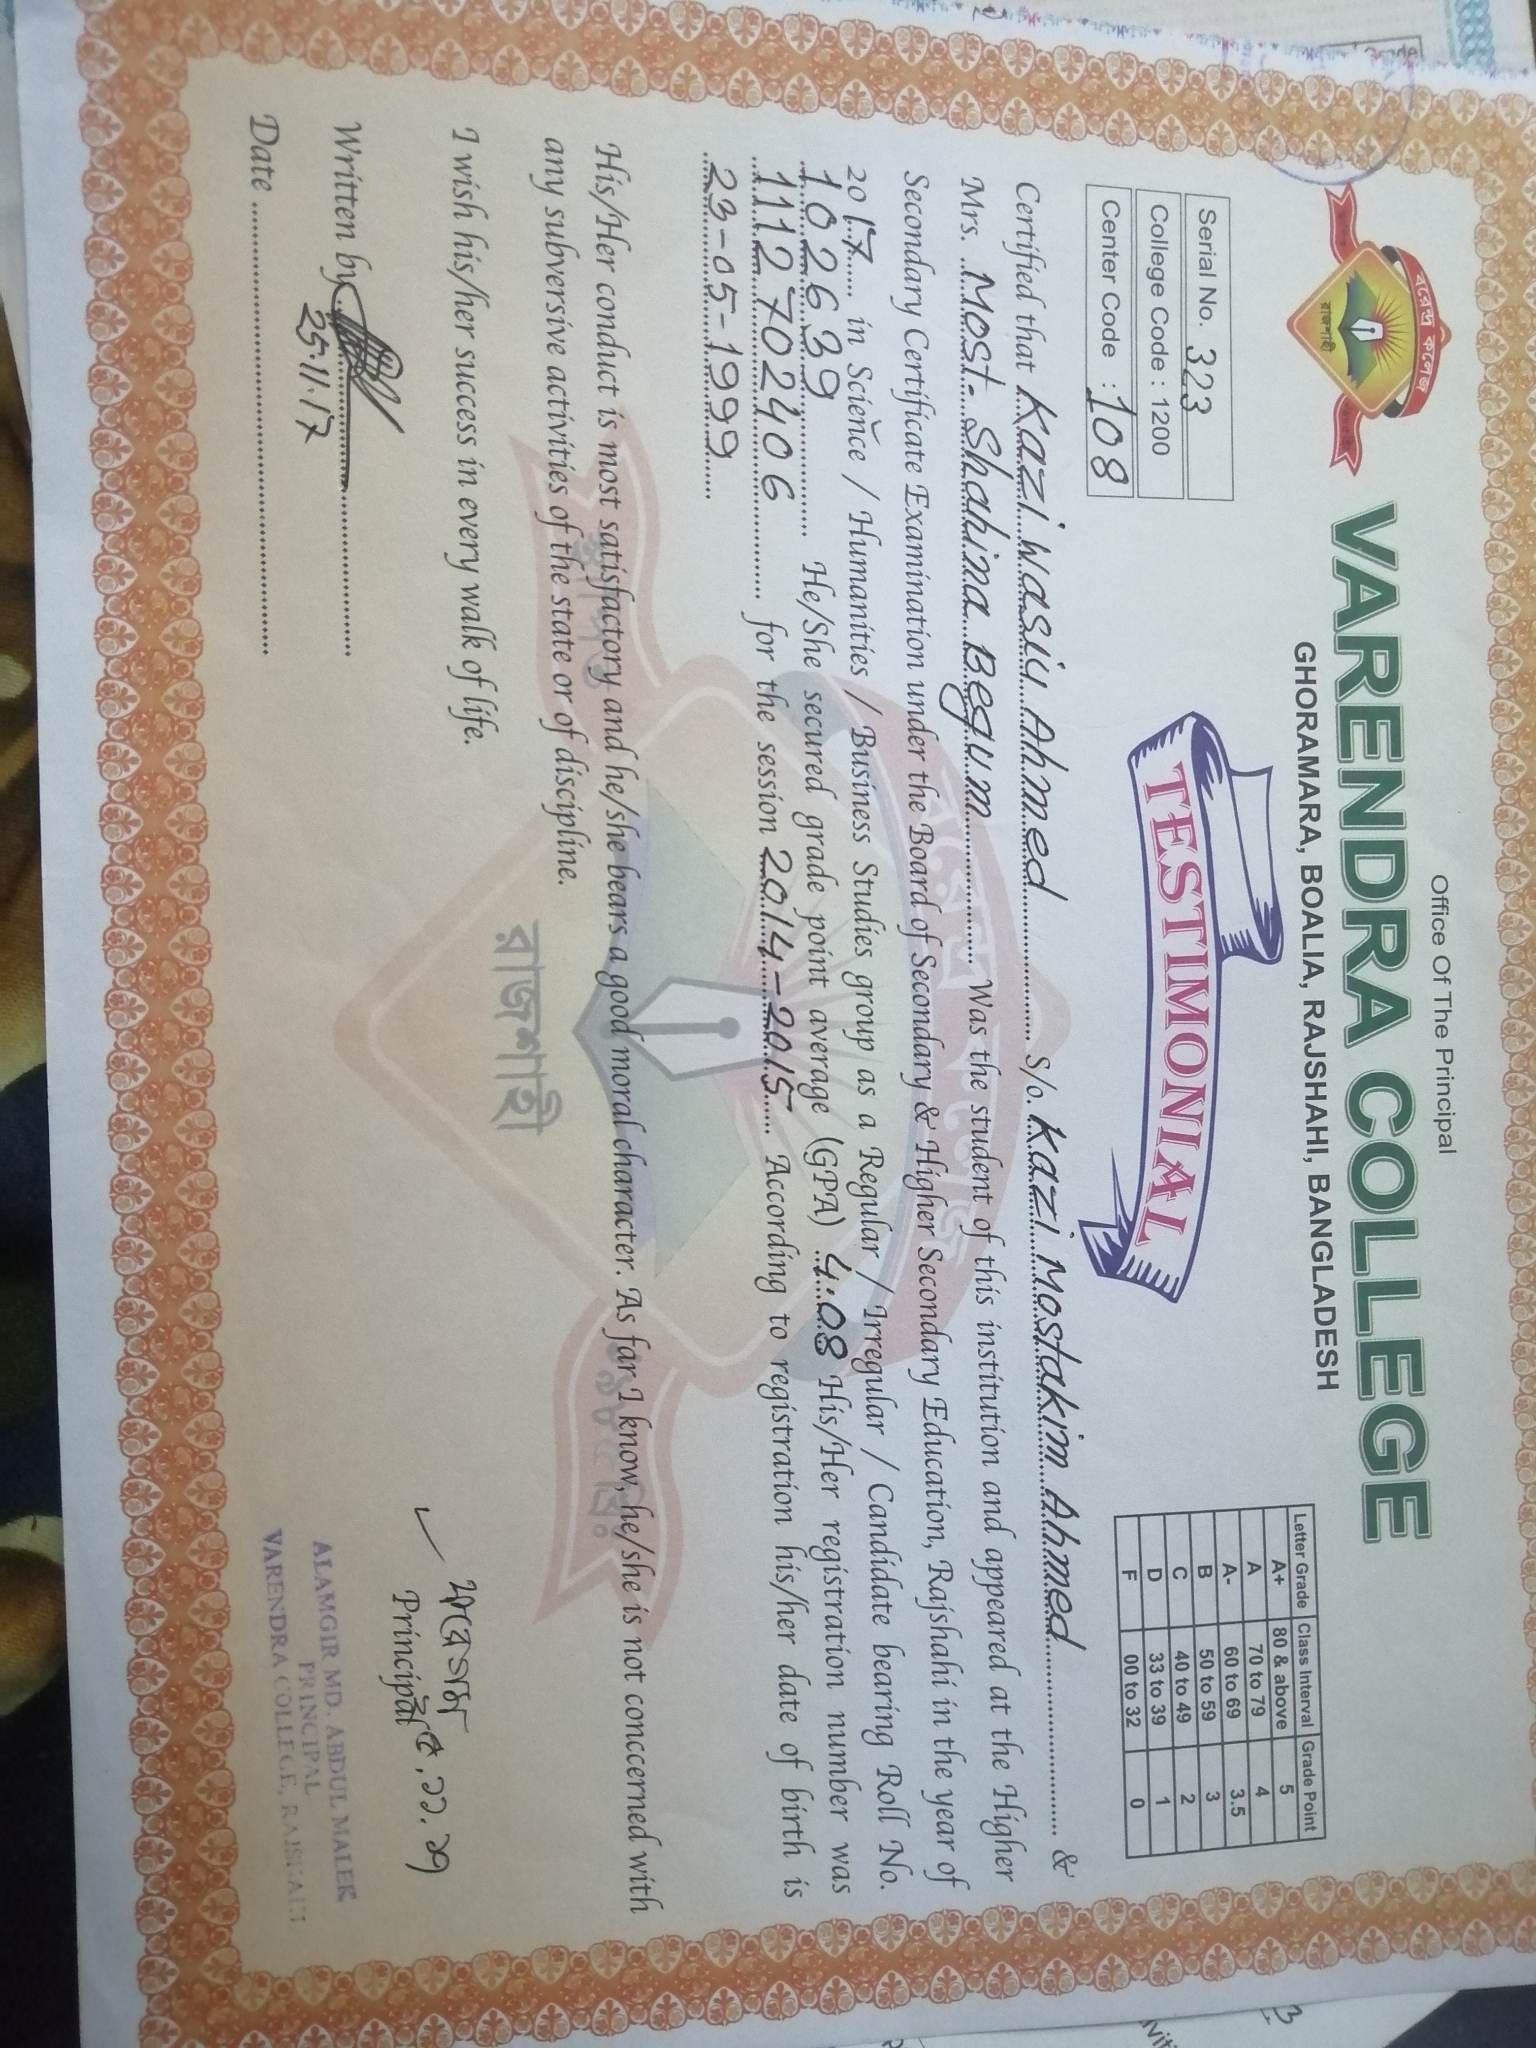 Office Of The Principal
VARENDRA COLLEGE
GHORAMARA, BOALIA, RAJSHAHI, BANGLADESH
বরেন্দ্র কলেজ
রাজশাহী
Serial No. 323
College Code : 1200
Center Code : 108
TESTIMONIAL
Letter Grade Class Interval Grade Point
A+ 80 & above 5
A 70 to 79 4
A- 60 to 69 3.5
B 50 to 59 3
C 40 to 49 2
D 33 to 39 1
F 00 to 32 0
Certified that Kazi Wasiu Ahmed S/o. Kazi Mostakim Ahmed &
Mrs. Most. Shahina Begum Was the student of this institution and appeared at the Higher
Secondary Certificate Examination under the Board of Secondary & Higher Secondary Education, Rajshahi in the year of
2017 in Science / Humanities / Business Studies group as a Regular / Irregular / Candidate bearing Roll No.
102639 He/She secured grade point average (GPA) 4.08 His/Her registration number was
1112702406 for the session 2014-2015 According to registration his/her date of birth is
23-05-1999
His/Her conduct is most satisfactory and he/she bears a good moral character. As far I know, he/she is not conccerned with
any subversive activities of the state or of discipline.
রাজশাহী
I wish his/her success in every walk of life.
Written by
25.11.17
Date
Principal
ALAMGIR MD. ABDUL MALEK
PRINCIPAL
VARENDRA COLLEGE, RAJSHAHI